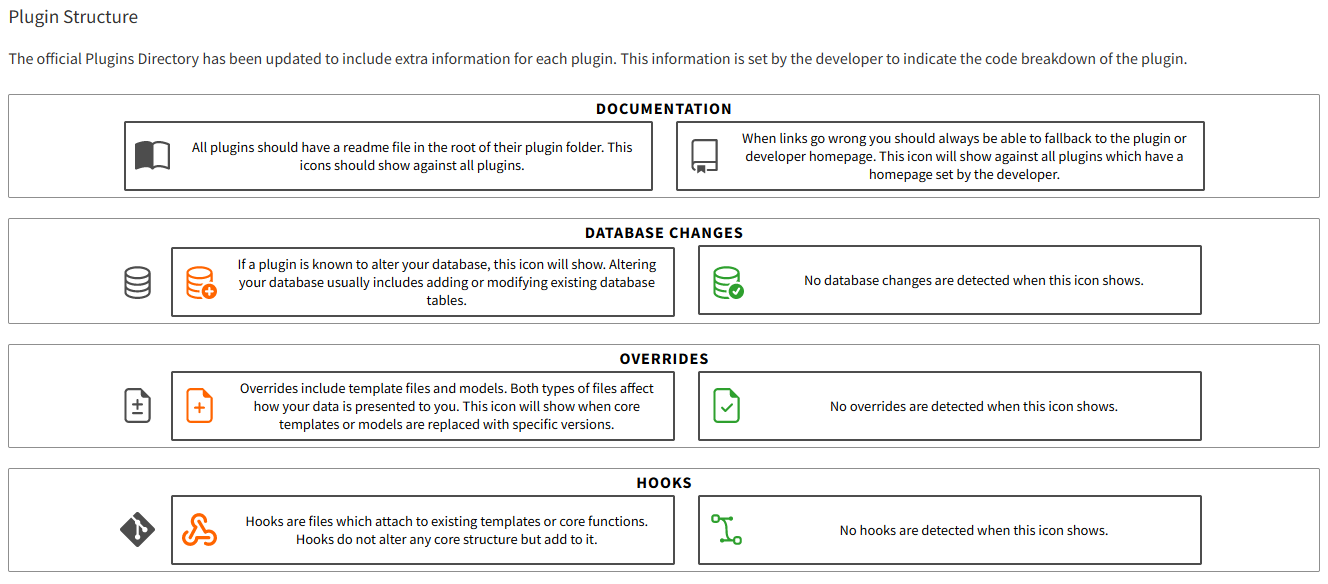 Plugin Structure
The official Plugins Directory has been updated to include extra information for each plugin. This information is set by the developer to indicate the code breakdown of the plugin.
DOCUMENTATION
All plugins should have a readme file in the root of their plugin folder. This
icons should show against all plugins.
When links go wrong you should always be able to fallback to the plugin or
developer homepage. This icon will show against all plugins which have a
homepage set by the developer.
DATABASE CHANGES
If a plugin is known to alter your database, this icon will show. Altering
your database usually includes adding or modifying existing database
tables.
No database changes are detected when this icon shows.
OVERRIDES
Overrides include template files and models. Both types of files affect
how your data is presented to you. This icon will show when core
templates or models are replaced with specific versions.
No overrides are detected when this icon shows.
HOOKS
Hooks are files which attach to existing templates or core functions.
Hooks do not alter any core structure but add to it.
No hooks are detected when this icon shows.